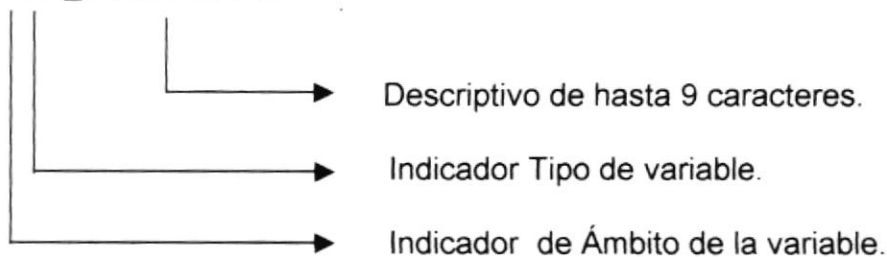 Descriptivo de hasta 9 caracteres.
Indicador Tipo de variable.
Indicador de Ámbito de la variable.